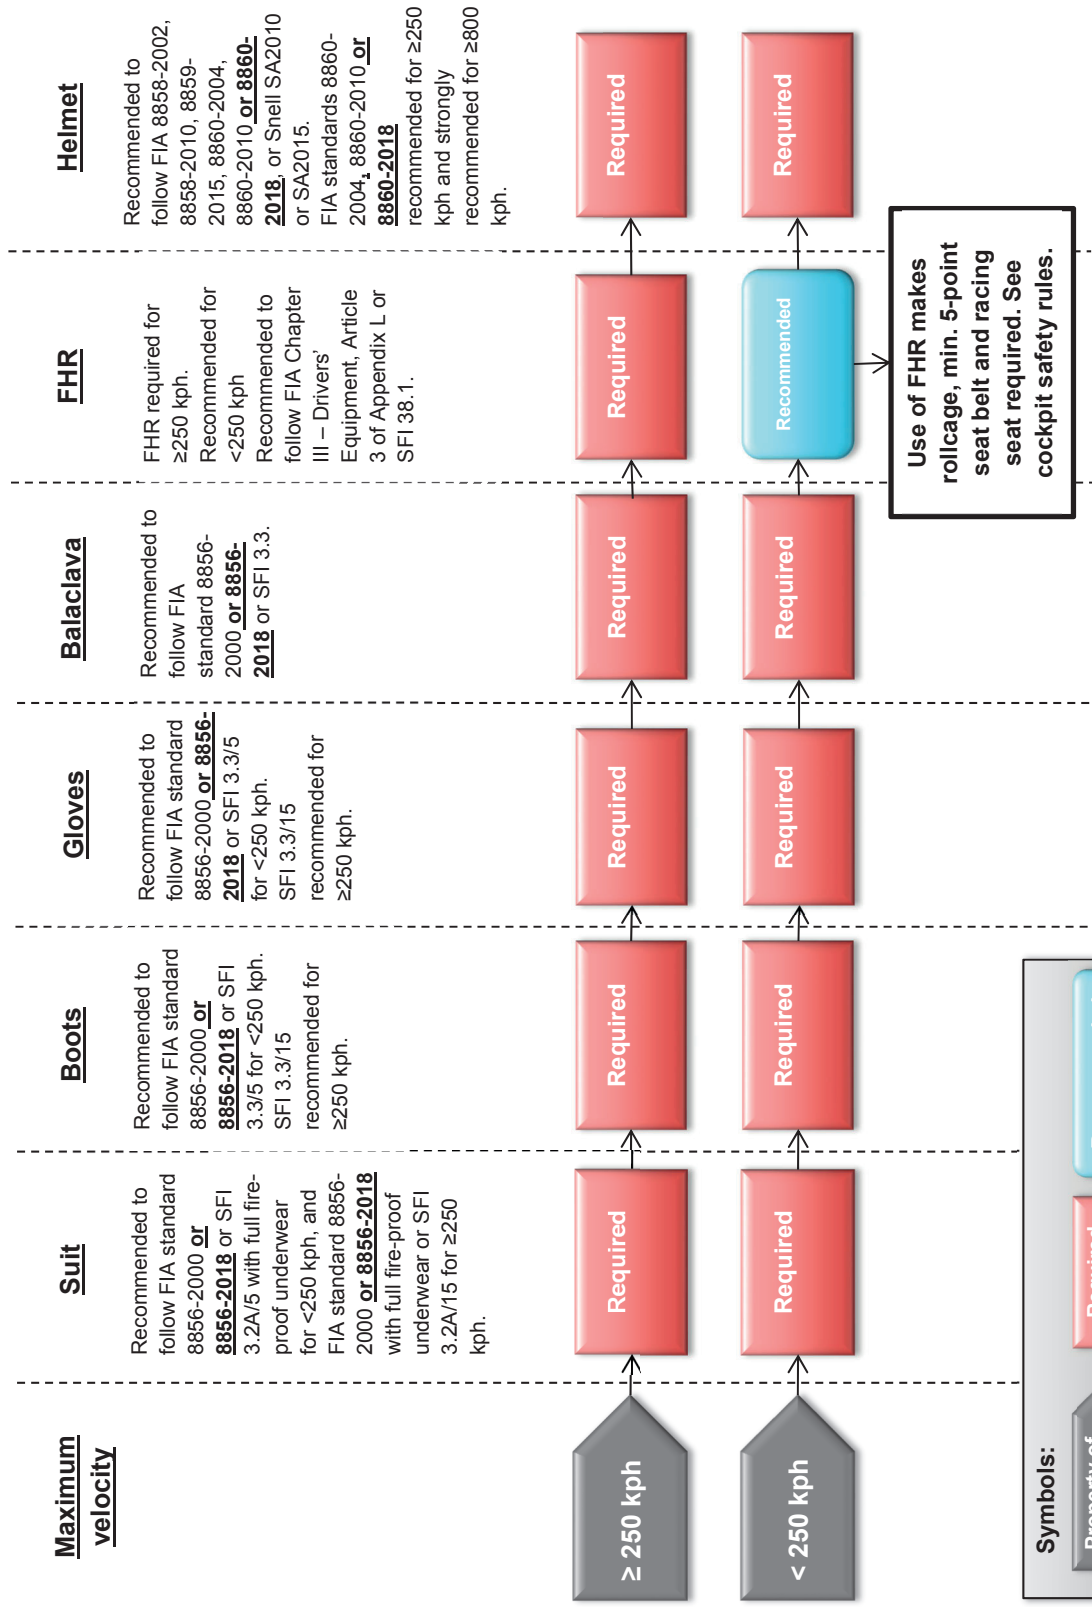 Maximum
velocity
Suit
Recommended to
follow FIA standard
8856-2000 or
8856-2018 or SFI
3.2A/5 with full fire-
proof underwear
for <250 kph, and
FIA standard 8856-
2000 or 8856-2018
with full fire-proof
underwear or SFI
3.2A/15 for ≥250
kph.
Boots
Recommended to
follow FIA standard
8856-2000 or
8856-2018 or SFI
3.3/5 for <250 kph.
SFI 3.3/15
recommended for
≥250 kph.
Gloves
Recommended to
follow FIA standard
8856-2000 or 8856-
2018 or SFI 3.3/5
for <250 kph.
SFI 3.3/15
recommended for
≥250 kph.
Balaclava
Recommended to
follow FIA
standard 8856-
2000 or 8856-
2018 or SFI 3.3.
FHR
FHR required for
≥250 kph.
Recommended for
<250 kph
Recommended to
follow FIA Chapter
III – Drivers'
Equipment, Article
3 of Appendix L or
SFI 38.1.
Helmet
Recommended to
follow FIA 8858-2002,
8858-2010, 8859-
2015, 8860-2004,
8860-2010 or 8860-
2018, or Snell SA2010
or SA2015.
FIA standards 8860-
2004, 8860-2010 or
8860-2018
recommended for ≥250
kph and strongly
recommended for ≥800
kph.
≥ 250 kph
Required
Required
Required
Required
Required
Required
< 250 kph
Required
Required
Required
Required
Recommended
Required
Use of FHR makes
rollcage, min. 5-point
seat belt and racing
seat required. See
cockpit safety rules.
Symbols:
Property of
Required